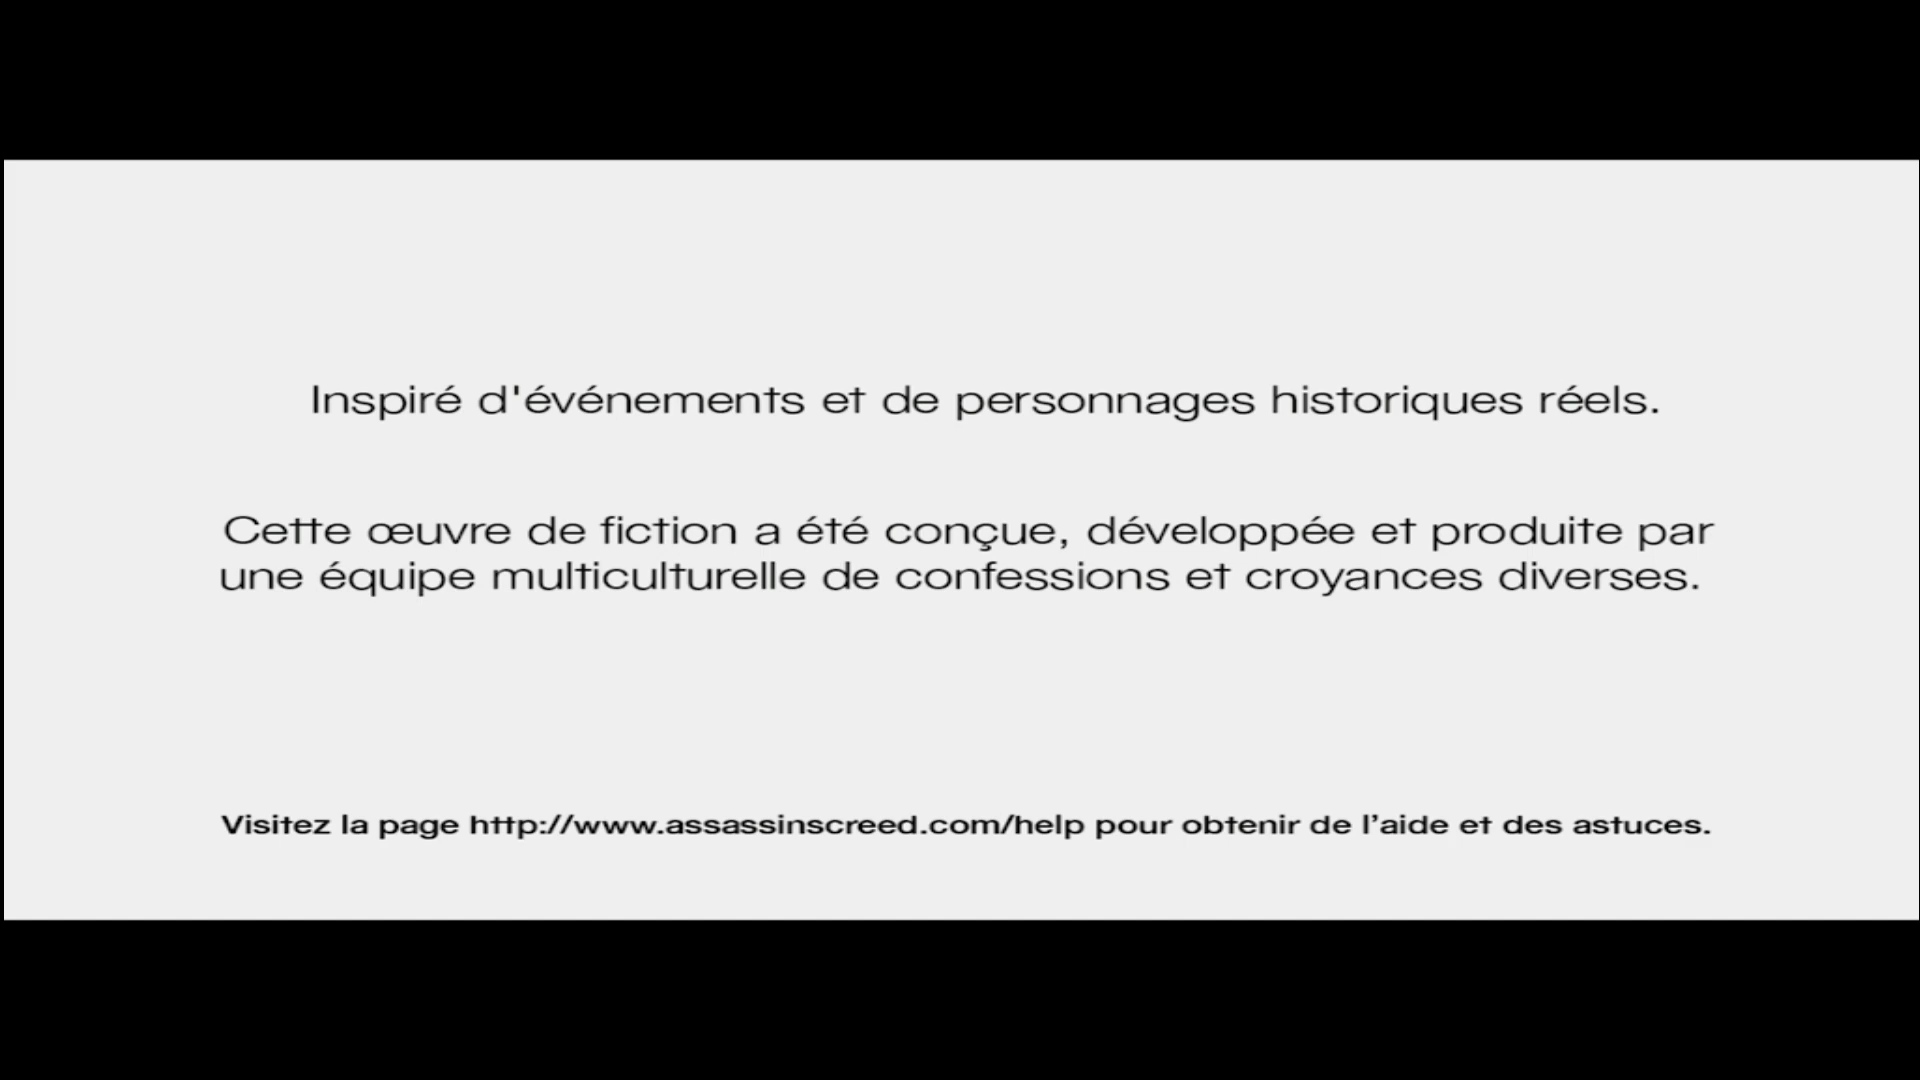 Inspiré d'événements et de personnages historiques réels.
Cette œuvre de fiction a été conçue, développée et produite par
une équipe multiculturelle de confessions et croyances diverses.
Visitez la page http://www.assassinscreed.com/help pour obtenir de l’aide et des astuces.